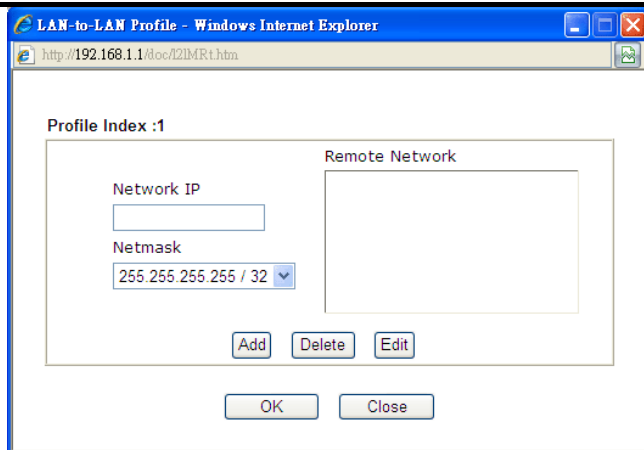 LAN-to-LAN Profile - Windows Internet Explorer
http://192.168.1.1/doc/l2lMRt.htm
Profile Index :1
Remote Network
Network IP
Netmask
255.255.255.255 / 32
Add Delete Edit
OK Close